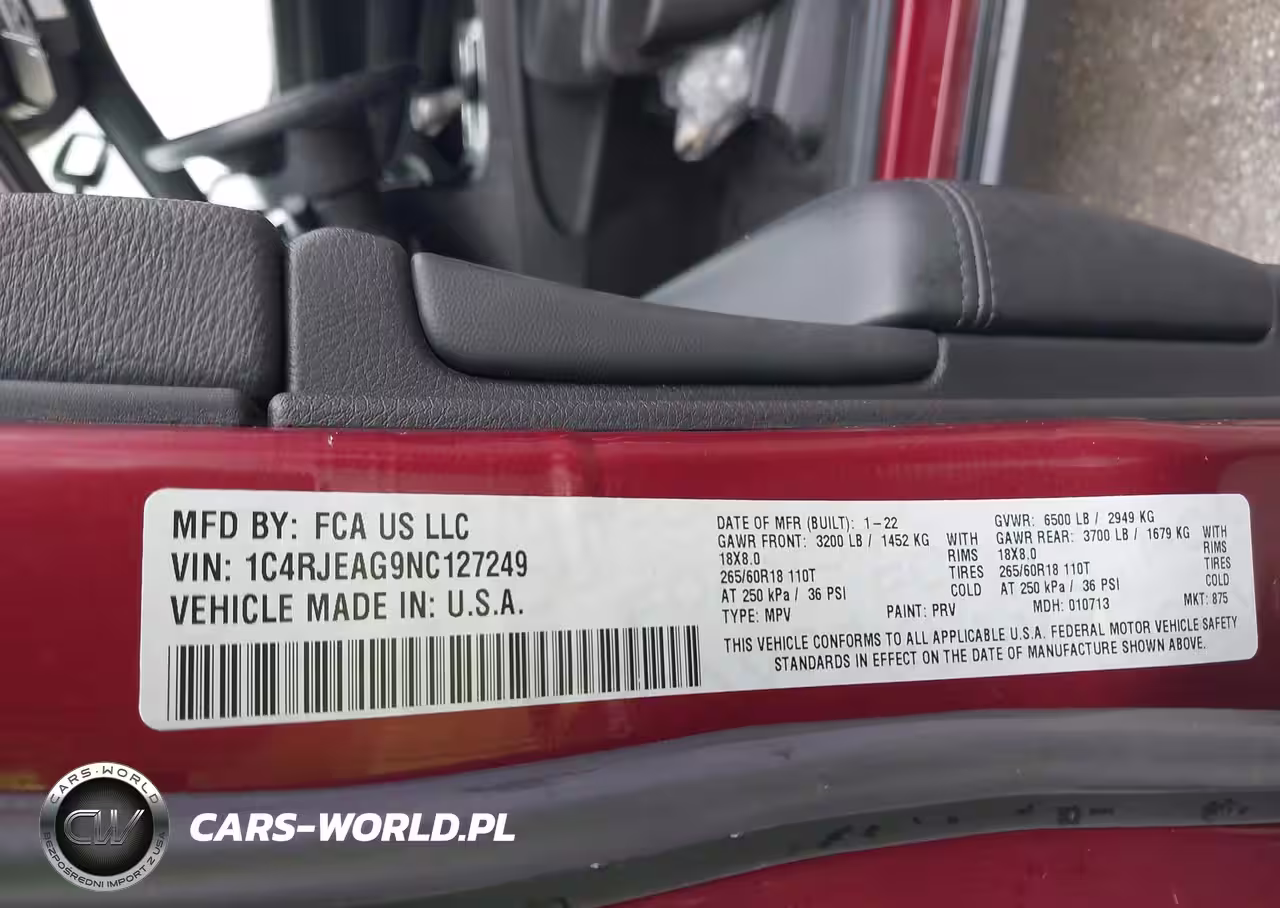 MFD BY: FCA US LLC
VIN: 1C4RJEAG9NC127249
VEHICLE MADE IN: U.S.A.
DATE OF MFR (BUILT): 1-22
GAWR FRONT: 3200 LB / 1452 KG WITH
18X8.0 RIMS
265/60R18 110T TIRES
AT 250 kPa / 36 PSI COLD
TYPE: MPV
PAINT: PRV
GVWR: 6500 LB / 2949 KG
GAWR REAR: 3700 LB / 1679 KG WITH
18X8.0 RIMS
265/60R18 110T TIRES
AT 250 kPa / 36 PSI COLD
MDH: 010713
MKT: 875
THIS VEHICLE CONFORMS TO ALL APPLICABLE U.S.A. FEDERAL MOTOR VEHICLE SAFETY
STANDARDS IN EFFECT ON THE DATE OF MANUFACTURE SHOWN ABOVE.
CARS-WORLD
CW
BEZPOŚREDNI IMPORT Z USA
CARS-WORLD.PL